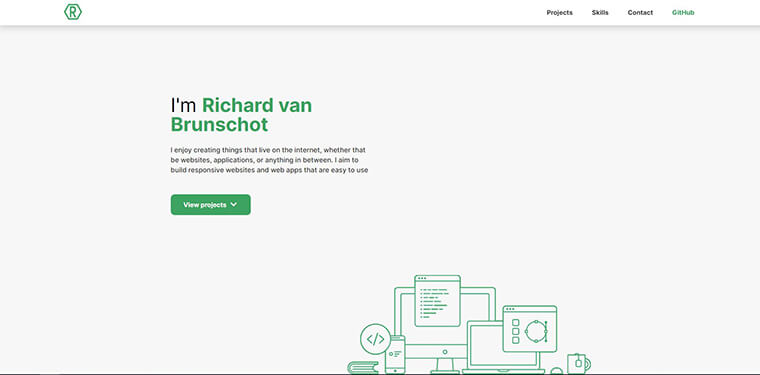 R
Projects Skills Contact GitHub
I'm Richard van
Brunschot
I enjoy creating things that live on the internet, whether that
be websites, applications, or anything in between. I aim to
build responsive websites and web apps that are easy to use
View projects
</>